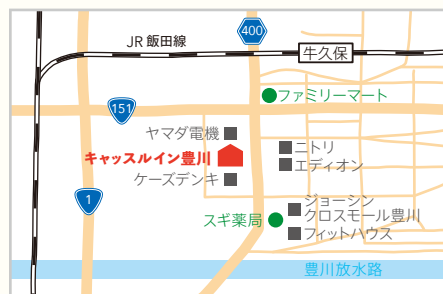 400
JR 飯田線
牛久保
ファミリーマート
151
ヤマダ電機
ニトリ
キャッスルイン豊川
エディオン
ケーズデンキ
1
ジョーシン
クロスモール豊川
スギ薬局
フィットハウス
豊川放水路